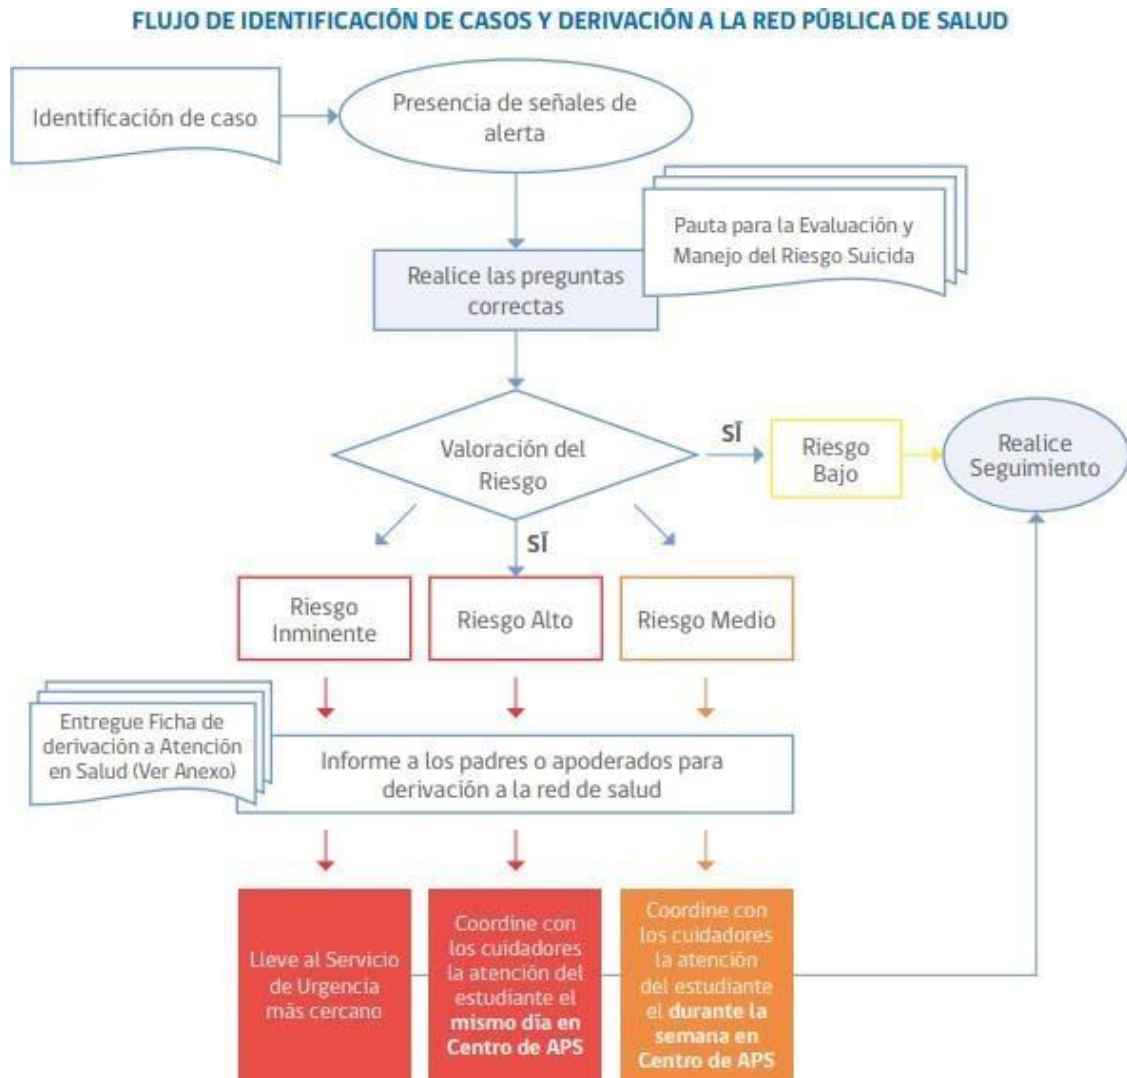 FLUJO DE IDENTIFICACIÓN DE CASOS Y DERIVACIÓN A LA RED PÚBLICA DE SALUD
Identificación de caso
Presencia de señales de
alerta
Pauta para la Evaluación y
Manejo del Riesgo Suicida
Realice las preguntas
correctas
Valoración del
Riesgo
SÍ
Riesgo
Bajo
Realice
Seguimiento
SÍ
Riesgo
Inminente
Riesgo Alto
Riesgo Medio
Entregue Ficha de
derivación a Atención
en Salud (Ver Anexo)
Informe a los padres o apoderados para
derivación a la red de salud
Lleve al Servicio
de Urgencia
más cercano
Coordine con
los cuidadores
la atención del
estudiante el
mismo día en
Centro de APS
Coordine con
los cuidadores
la atención
del estudiante
el durante la
semana en
Centro de APS